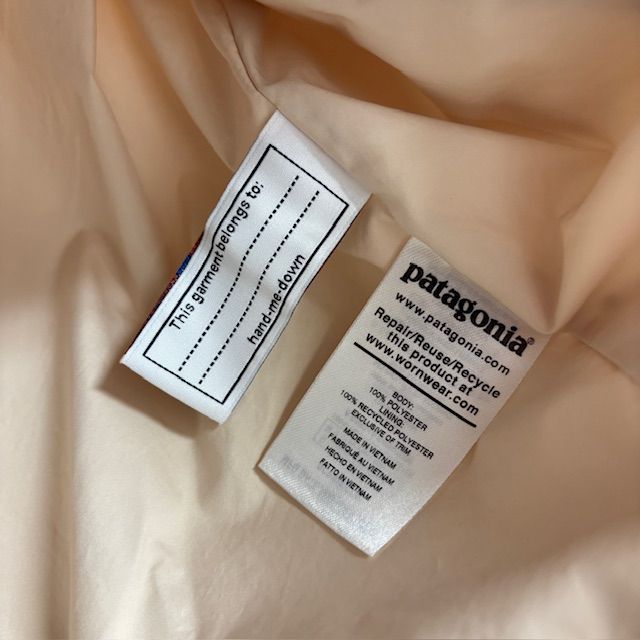 This garment belongs to:
hand-me-down
patagonia®
www.patagonia.com
Repair/Reuse/Recycle
this product at
www.wornwear.com
BODY:
100% POLYESTER
LINING:
100% RECYCLED POLYESTER
EXCLUSIVE OF TRIM
MADE IN VIETNAM
FABRIQUÉ AU VIETNAM
HECHO EN VIETNAM
FATTO IN VIETNAM